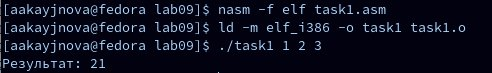 [aakayjnova@fedora lab09]$ nasm -f elf task1.asm
[aakayjnova@fedora lab09]$ ld -m elf_i386 -o task1 task1.o
[aakayjnova@fedora lab09]$ ./task1 1 2 3
Результат: 21